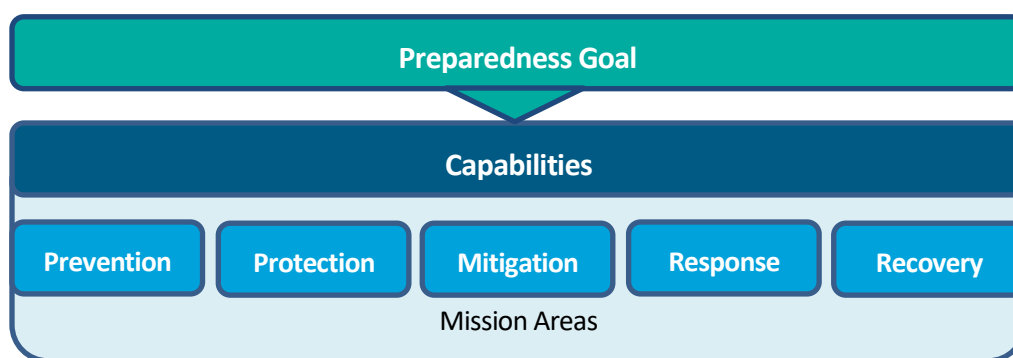 Preparedness Goal
Capabilities
Prevention Protection Mitigation Response Recovery
Mission Areas